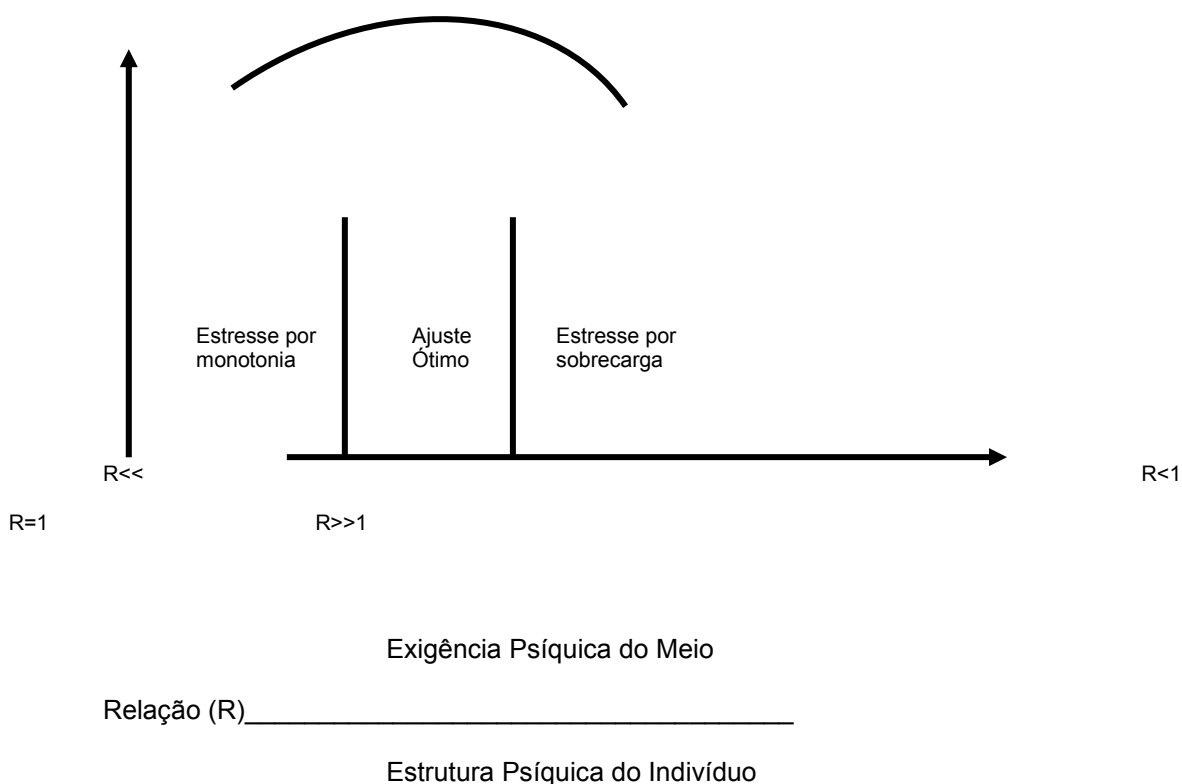 Estresse por
monotonia
Ajuste
Ótimo
Estresse por
sobrecarga
R<<
R<1
R=1
R>>1
Exigência Psíquica do Meio
Relação (R)______________________________________
Estrutura Psíquica do Indivíduo